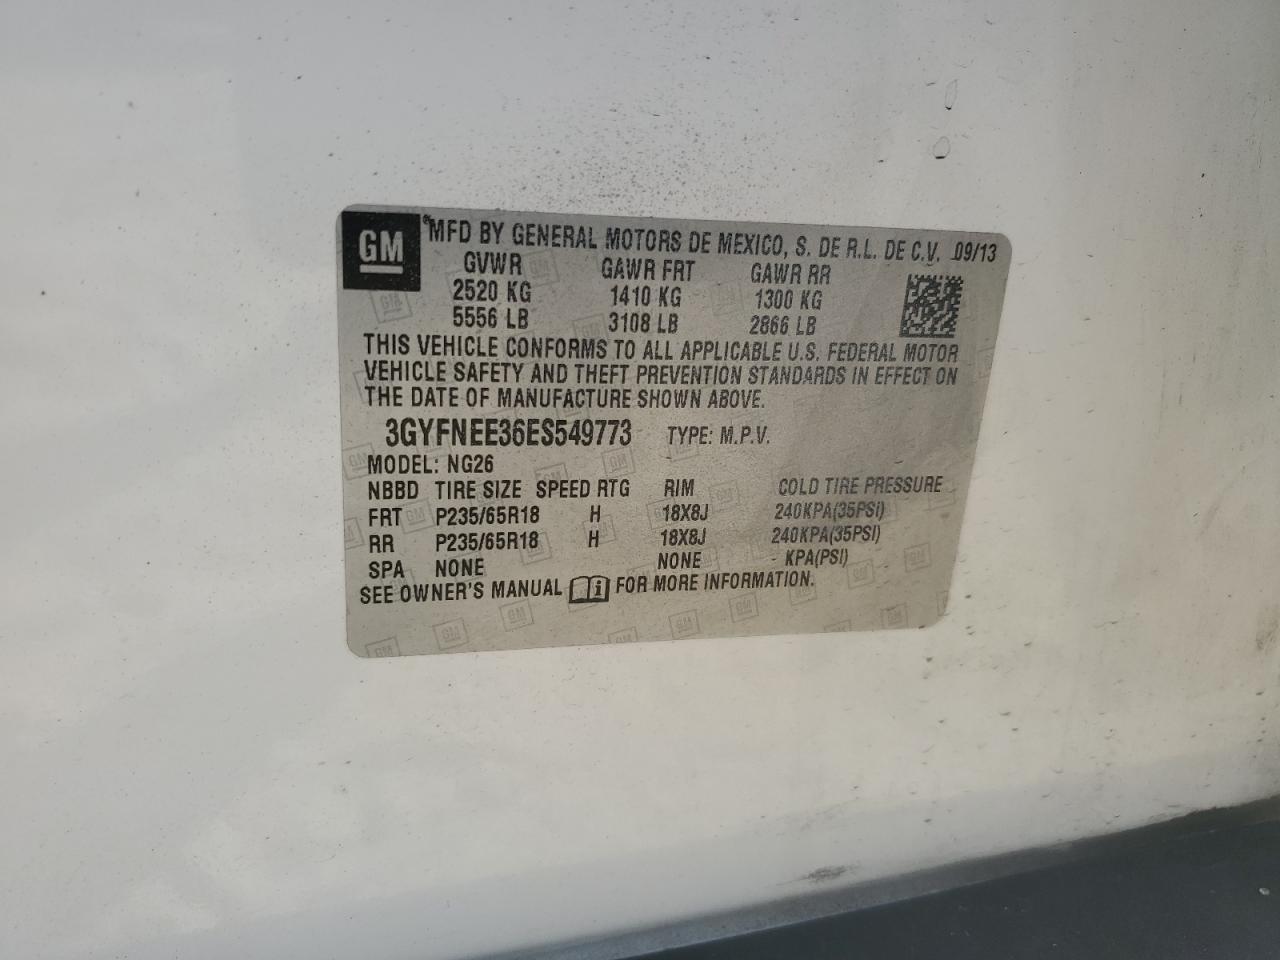 GM ® MFD BY GENERAL MOTORS DE MEXICO, S. DE R.L. DE C.V. 09/13
GVWR GAWR FRT GAWR RR
2520 KG 1410 KG 1300 KG
5556 LB 3108 LB 2866 LB
THIS VEHICLE CONFORMS TO ALL APPLICABLE U.S. FEDERAL MOTOR
VEHICLE SAFETY AND THEFT PREVENTION STANDARDS IN EFFECT ON
THE DATE OF MANUFACTURE SHOWN ABOVE.
3GYFNEE36ES549773 TYPE: M.P.V.
MODEL: NG26
NBBD TIRE SIZE SPEED RTG RIM COLD TIRE PRESSURE
FRT P235/65R18 H 18X8J 240KPA(35PSI)
RR P235/65R18 H 18X8J 240KPA(35PSI)
SPA NONE NONE - KPA(PSI)
SEE OWNER'S MANUAL i FOR MORE INFORMATION.